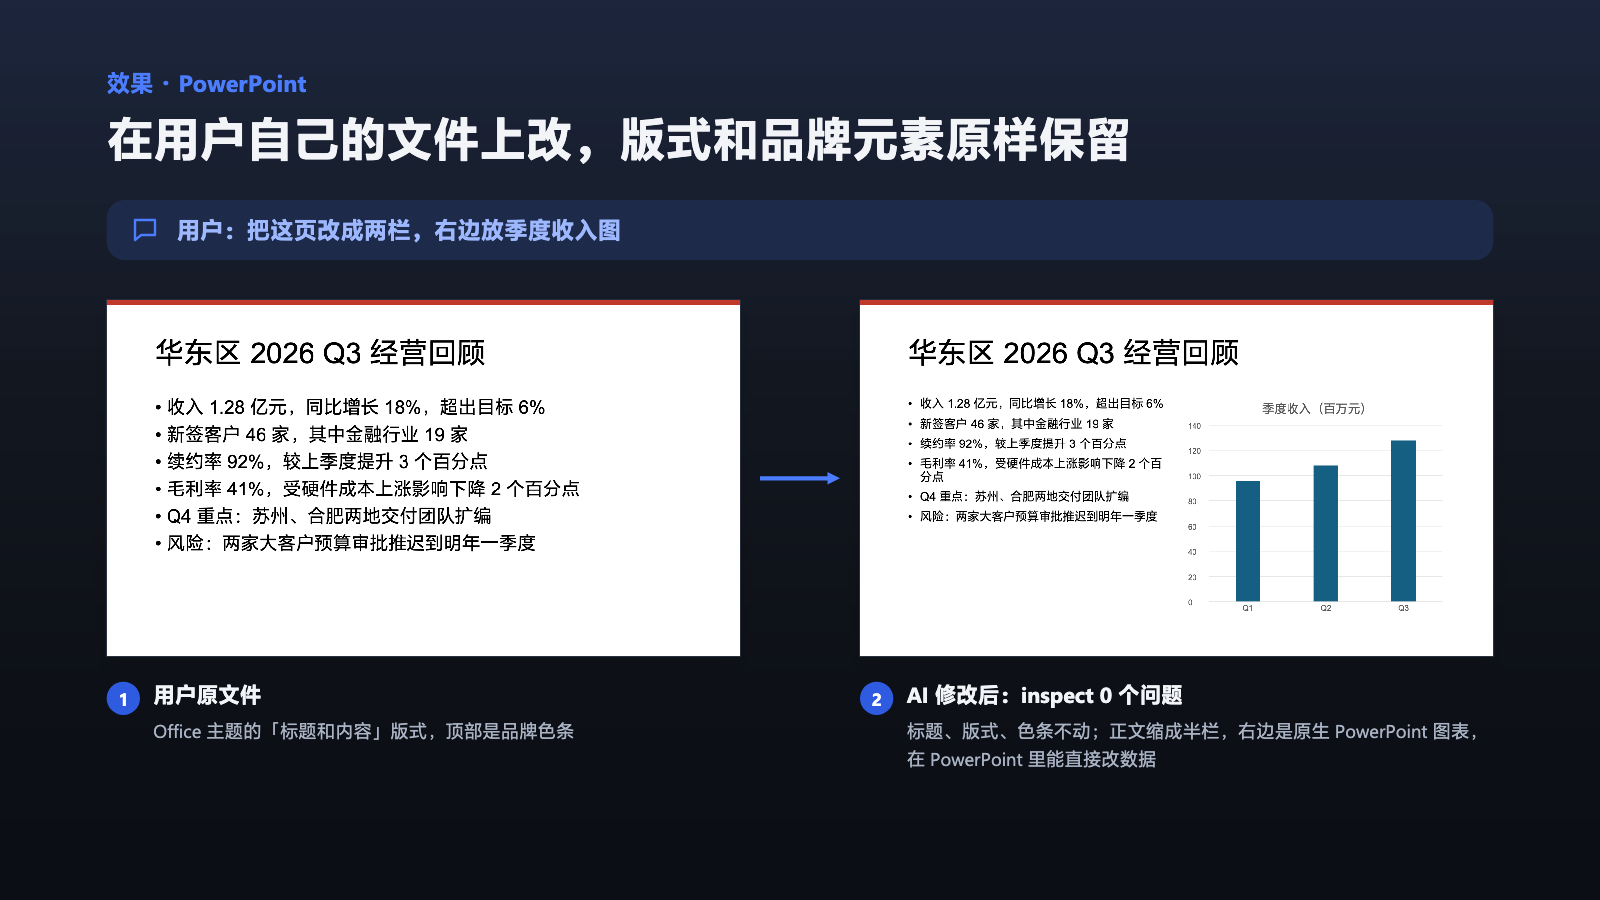 效果 · PowerPoint
在用户自己的文件上改，版式和品牌元素原样保留
用户：把这页改成两栏，右边放季度收入图
华东区 2026 Q3 经营回顾
• 收入 1.28 亿元，同比增长 18%，超出目标 6%
• 新签客户 46 家，其中金融行业 19 家
• 续约率 92%，较上季度提升 3 个百分点
• 毛利率 41%，受硬件成本上涨影响下降 2 个百分点
• Q4 重点：苏州、合肥两地交付团队扩编
• 风险：两家大客户预算审批推迟到明年一季度
华东区 2026 Q3 经营回顾
• 收入 1.28 亿元，同比增长 18%，超出目标 6%
• 新签客户 46 家，其中金融行业 19 家
• 续约率 92%，较上季度提升 3 个百分点
• 毛利率 41%，受硬件成本上涨影响下降 2 个百
分点
• Q4 重点：苏州、合肥两地交付团队扩编
• 风险：两家大客户预算审批推迟到明年一季度
季度收入（百万元）
140
120
100
80
60
40
20
0
Q1 Q2 Q3
1 用户原文件
Office 主题的「标题和内容」版式，顶部是品牌色条
2 AI 修改后：inspect 0 个问题
标题、版式、色条不动；正文缩成半栏，右边是原生 PowerPoint 图表，
在 PowerPoint 里能直接改数据